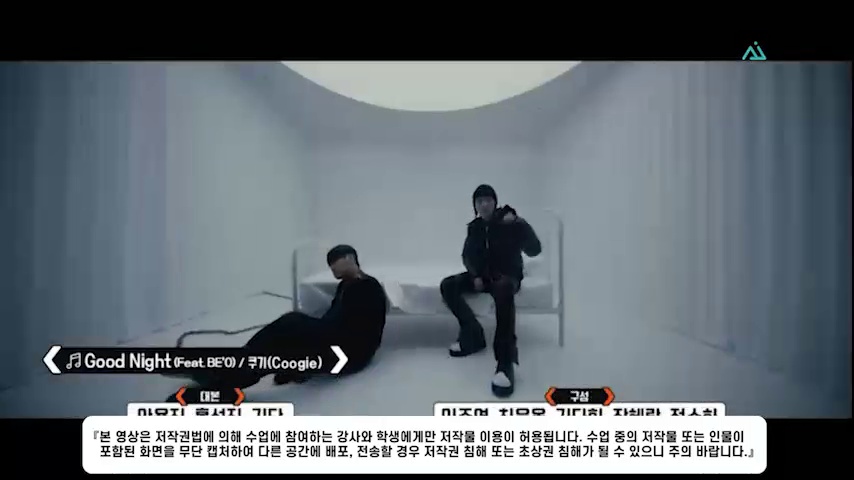 Good Night (Feat. BE'O) / 쿠기(Coogie)
대본
구성
『본 영상은 저작권법에 의해 수업에 참여하는 강사와 학생에게만 저작물 이용이 허용됩니다. 수업 중의 저작물 또는 인물이
포함된 화면을 무단 캡처하여 다른 공간에 배포, 전송할 경우 저작권 침해 또는 초상권 침해가 될 수 있으니 주의 바랍니다.』